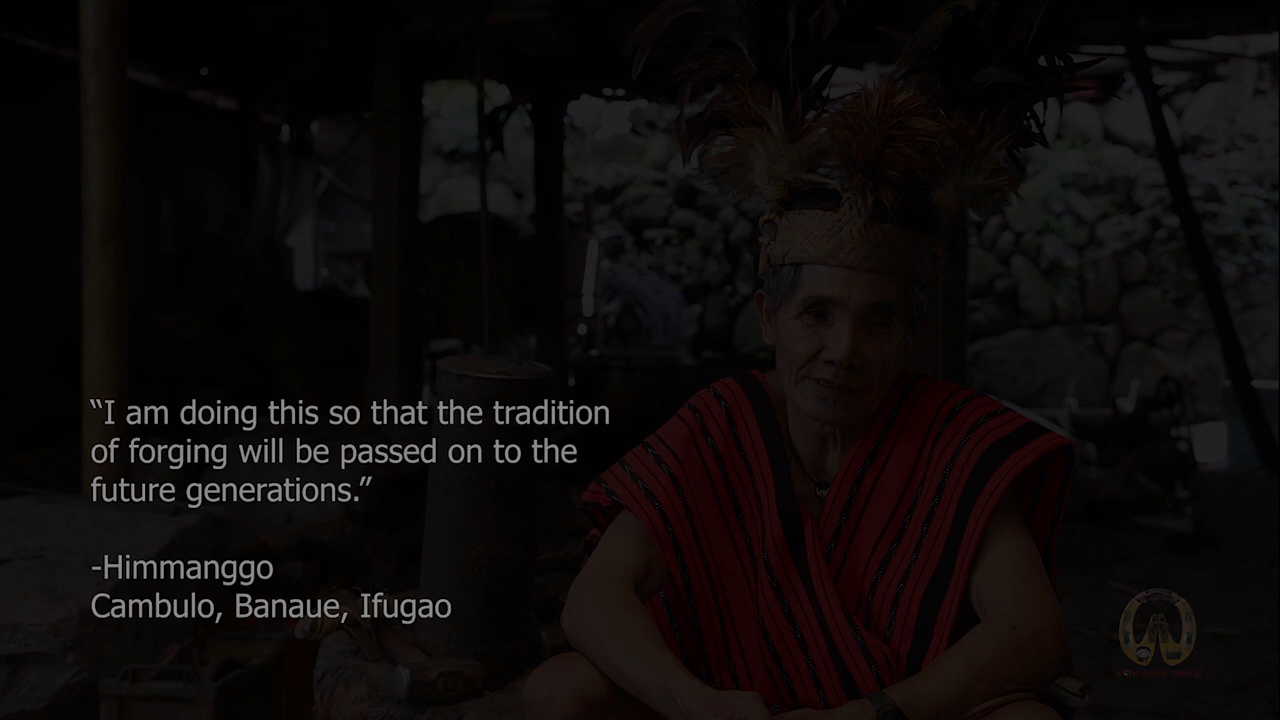 “I am doing this so that the tradition
of forging will be passed on to the
future generations.”
-Himmanggo
Cambulo, Banaue, Ifugao